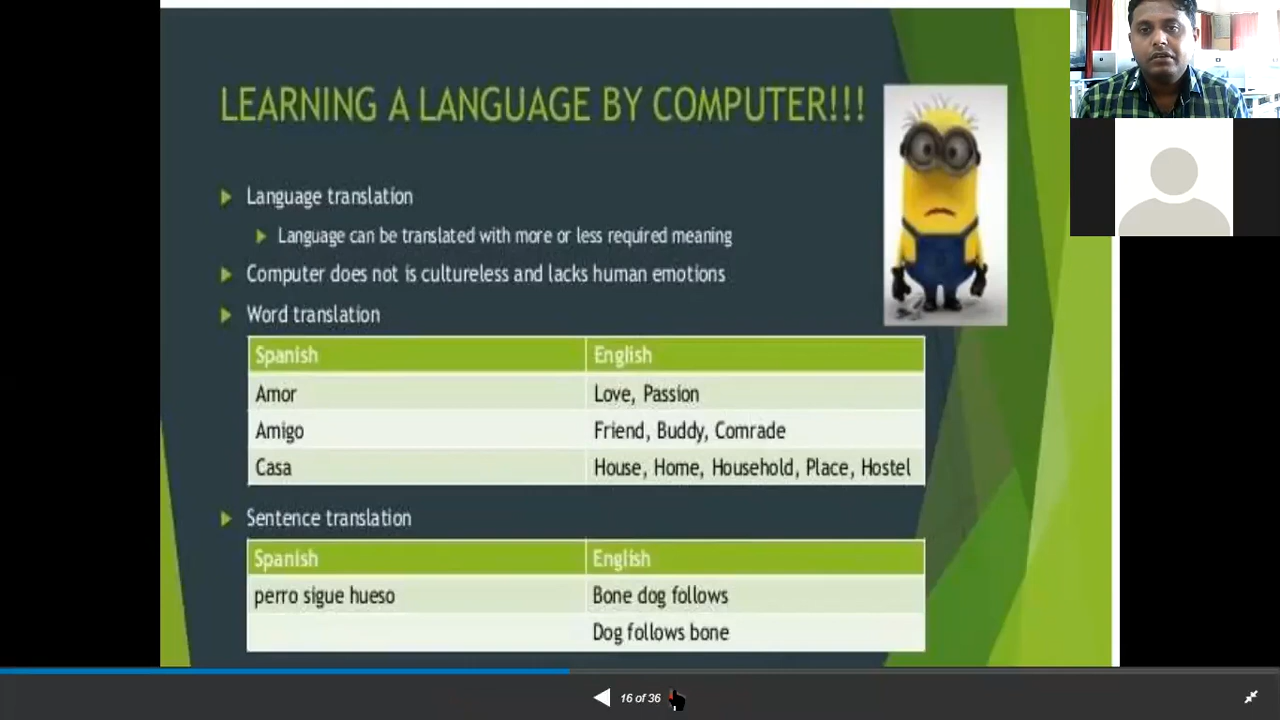 LEARNING A LANGUAGE BY COMPUTER!!!
Language translation
Language can be translated with more or less required meaning
Computer does not is cultureless and lacks human emotions
Word translation
Spanish English
Amor Love, Passion
Amigo Friend, Buddy, Comrade
Casa House, Home, Household, Place, Hostel
Sentence translation
Spanish English
perro sigue hueso Bone dog follows
Dog follows bone
16 of 36